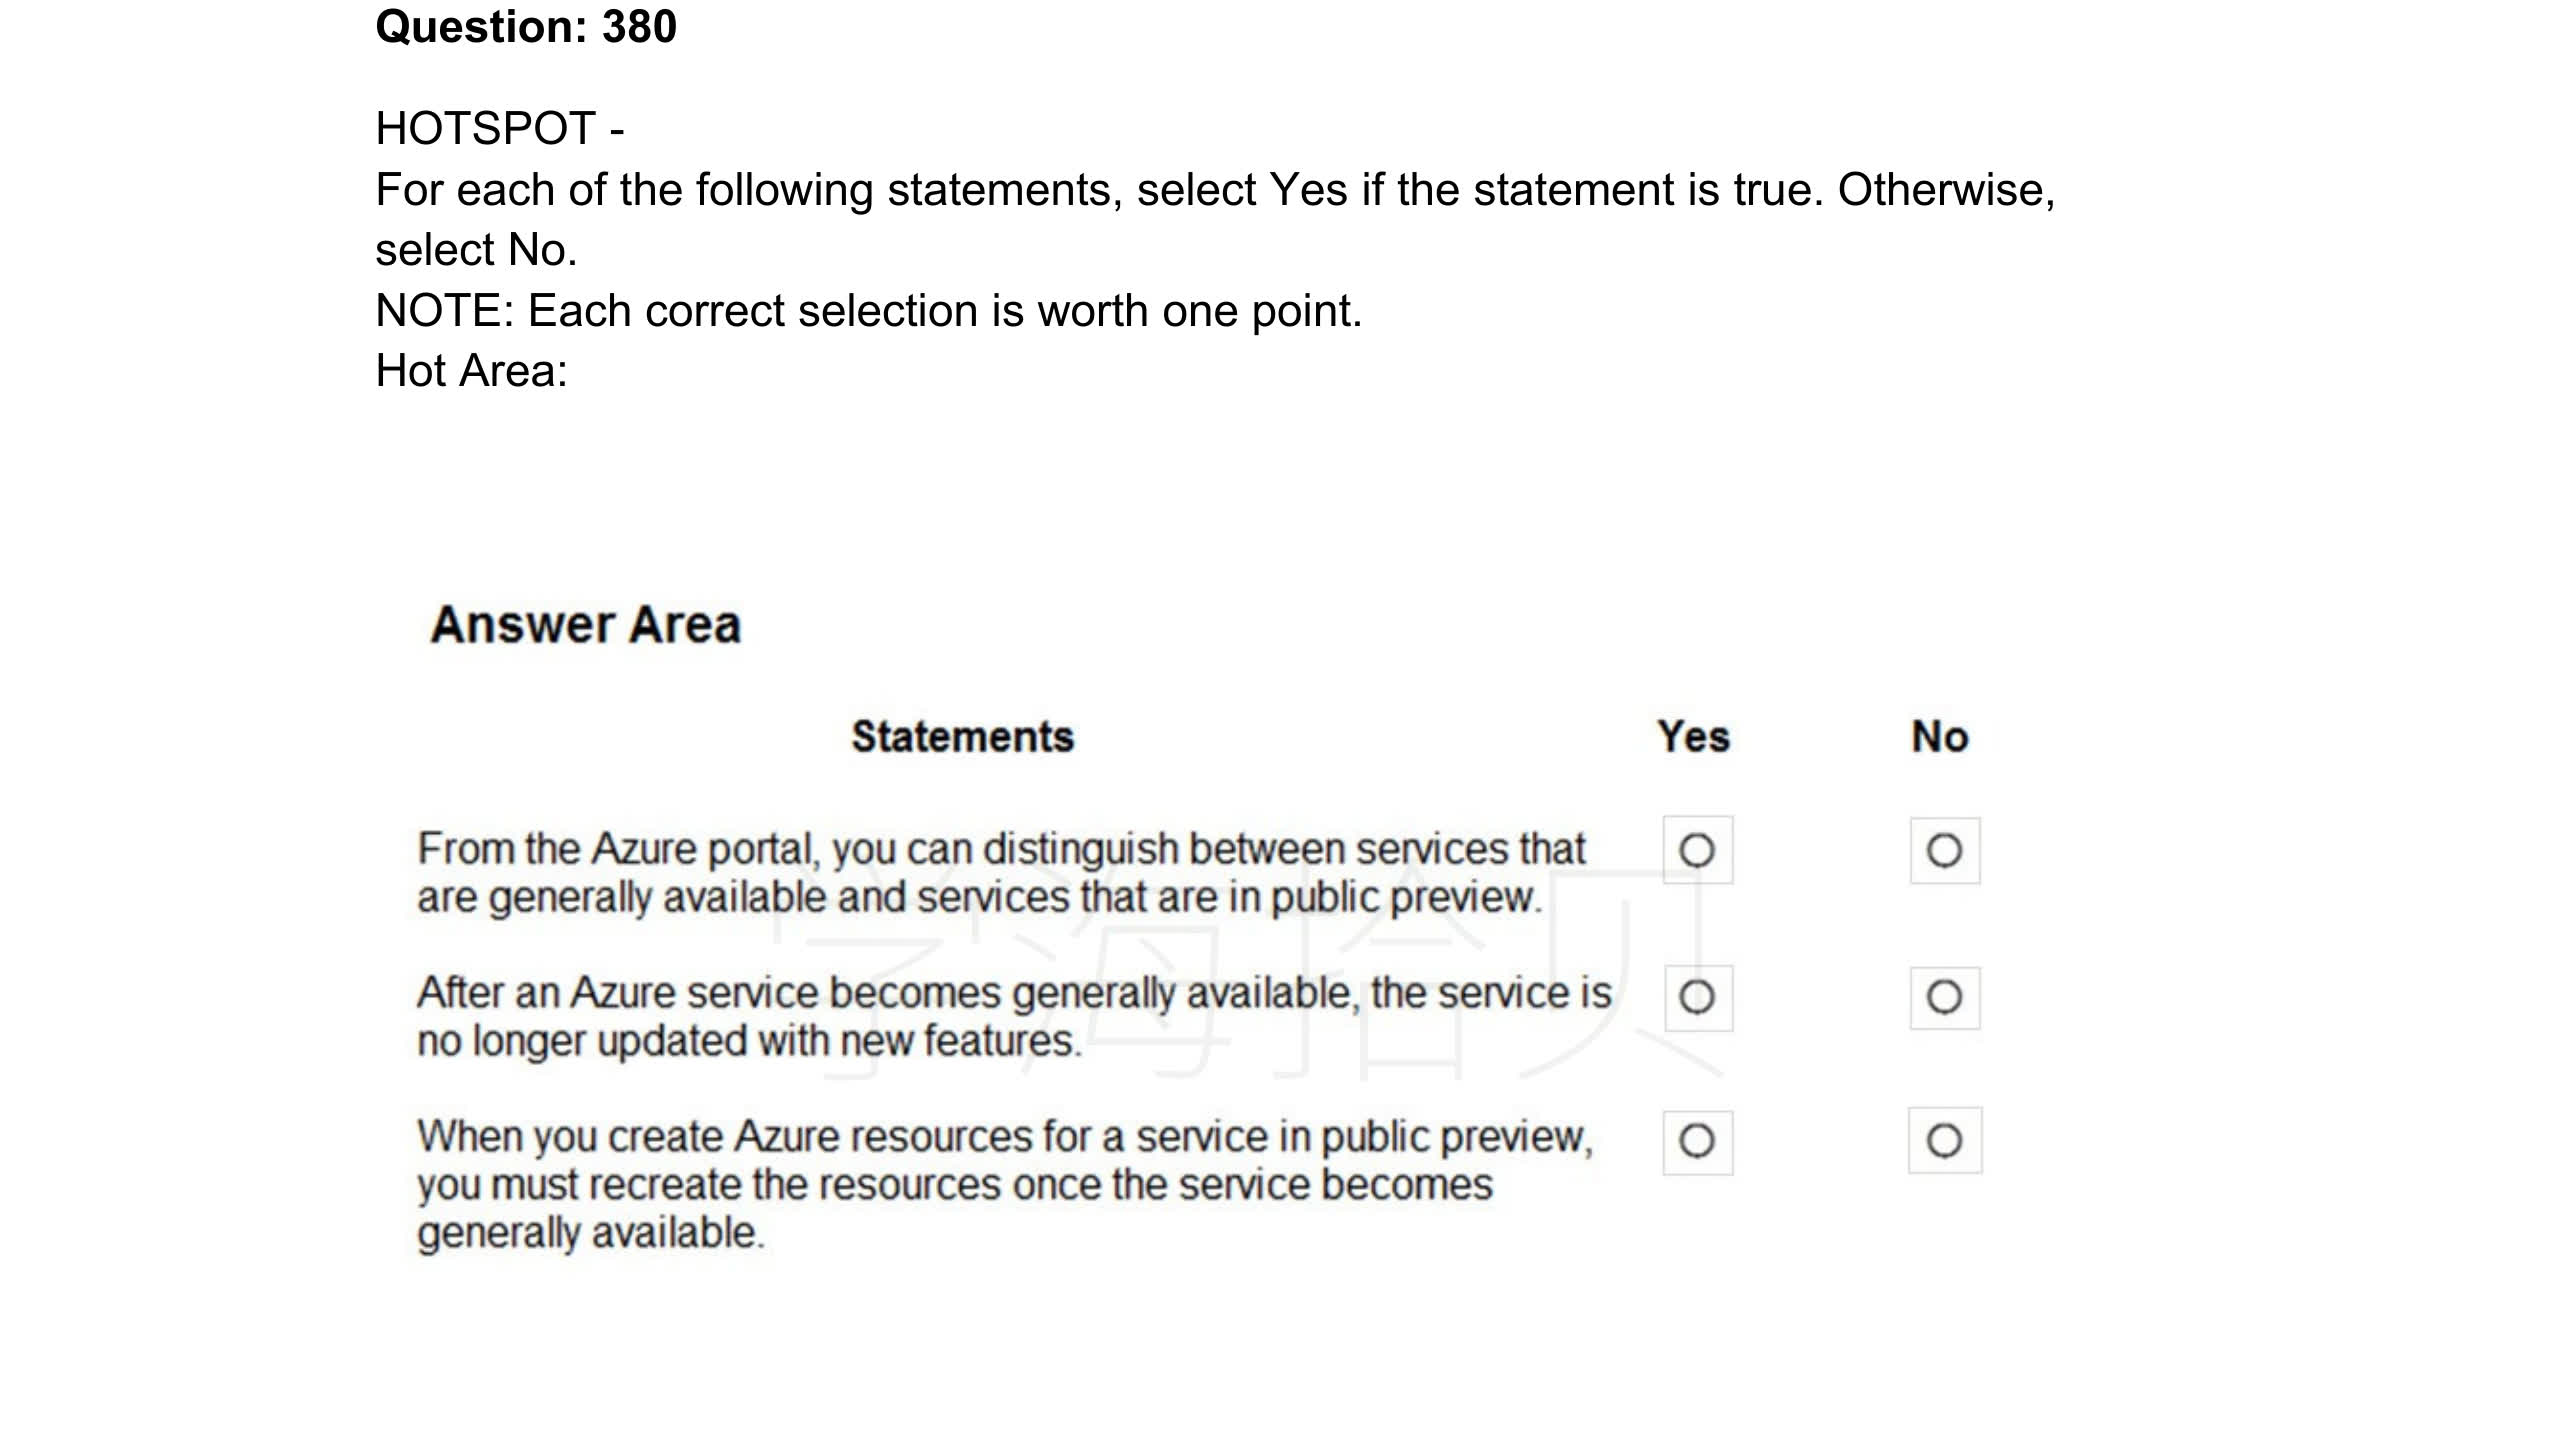 Question: 380
HOTSPOT -
For each of the following statements, select Yes if the statement is true. Otherwise,
select No.
NOTE: Each correct selection is worth one point.
Hot Area:
Answer Area
Statements Yes No
From the Azure portal, you can distinguish between services that
are generally available and services that are in public preview.
After an Azure service becomes generally available, the service is
no longer updated with new features.
When you create Azure resources for a service in public preview,
you must recreate the resources once the service becomes
generally available.
学海拾贝